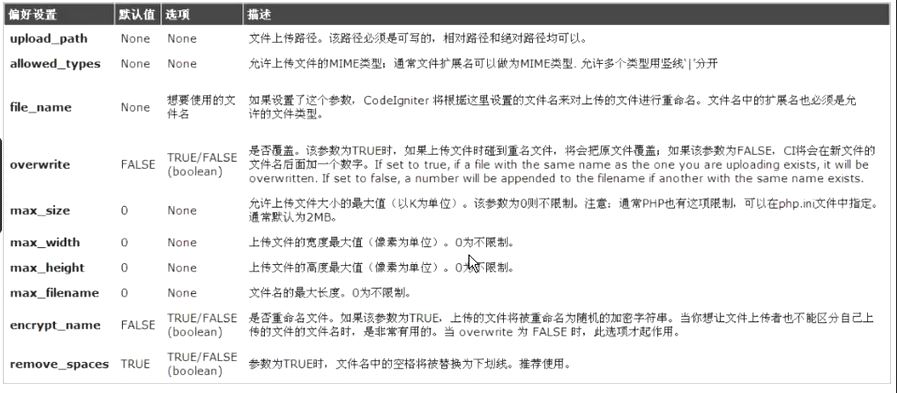 偏好设置 默认值 选项 描述
upload_path None None 文件上传路径。该路径必须是可写的，相对路径和绝对路径均可以。
allowed_types None None 允许上传文件的MIME类型；通常文件扩展名可以做为MIME类型. 允许多个类型用竖线‘|’分开
file_name None 想要使用的文件名 如果设置了这个参数，CodeIgniter 将根据这里设置的文件名来对上传的文件进行重命名。文件名中的扩展名也必须是允
许的文件类型。
overwrite FALSE TRUE/FALSE (boolean) 是否覆盖。该参数为TRUE时，如果上传文件时碰到重名文件，将会把原文件覆盖；如果该参数为FALSE，CI将会在新文件的
文件名后面加一个数字。If set to true, if a file with the same name as the one you are uploading exists, it will be
overwritten. If set to false, a number will be appended to the filename if another with the same name exists.
max_size 0 None 允许上传文件大小的最大值（以K为单位）。该参数为0则不限制。注意：通常PHP也有这项限制，可以在php.ini文件中指定。
通常默认为2MB。
max_width 0 None 上传文件的宽度最大值（像素为单位）。0为不限制。
max_height 0 None 上传文件的高度最大值（像素为单位）。0为不限制。
max_filename 0 None 文件名的最大长度。0为不限制。
encrypt_name FALSE TRUE/FALSE (boolean) 是否重命名文件。如果该参数为TRUE，上传的文件将被重命名为随机的加密字符串。当你想让文件上传者也不能区分自己上
传的文件的文件名时，是非常有用的。当 overwrite 为 FALSE 时，此选项才起作用。
remove_spaces TRUE TRUE/FALSE (boolean) 参数为TRUE时，文件名中的空格将被替换为下划线。推荐使用。